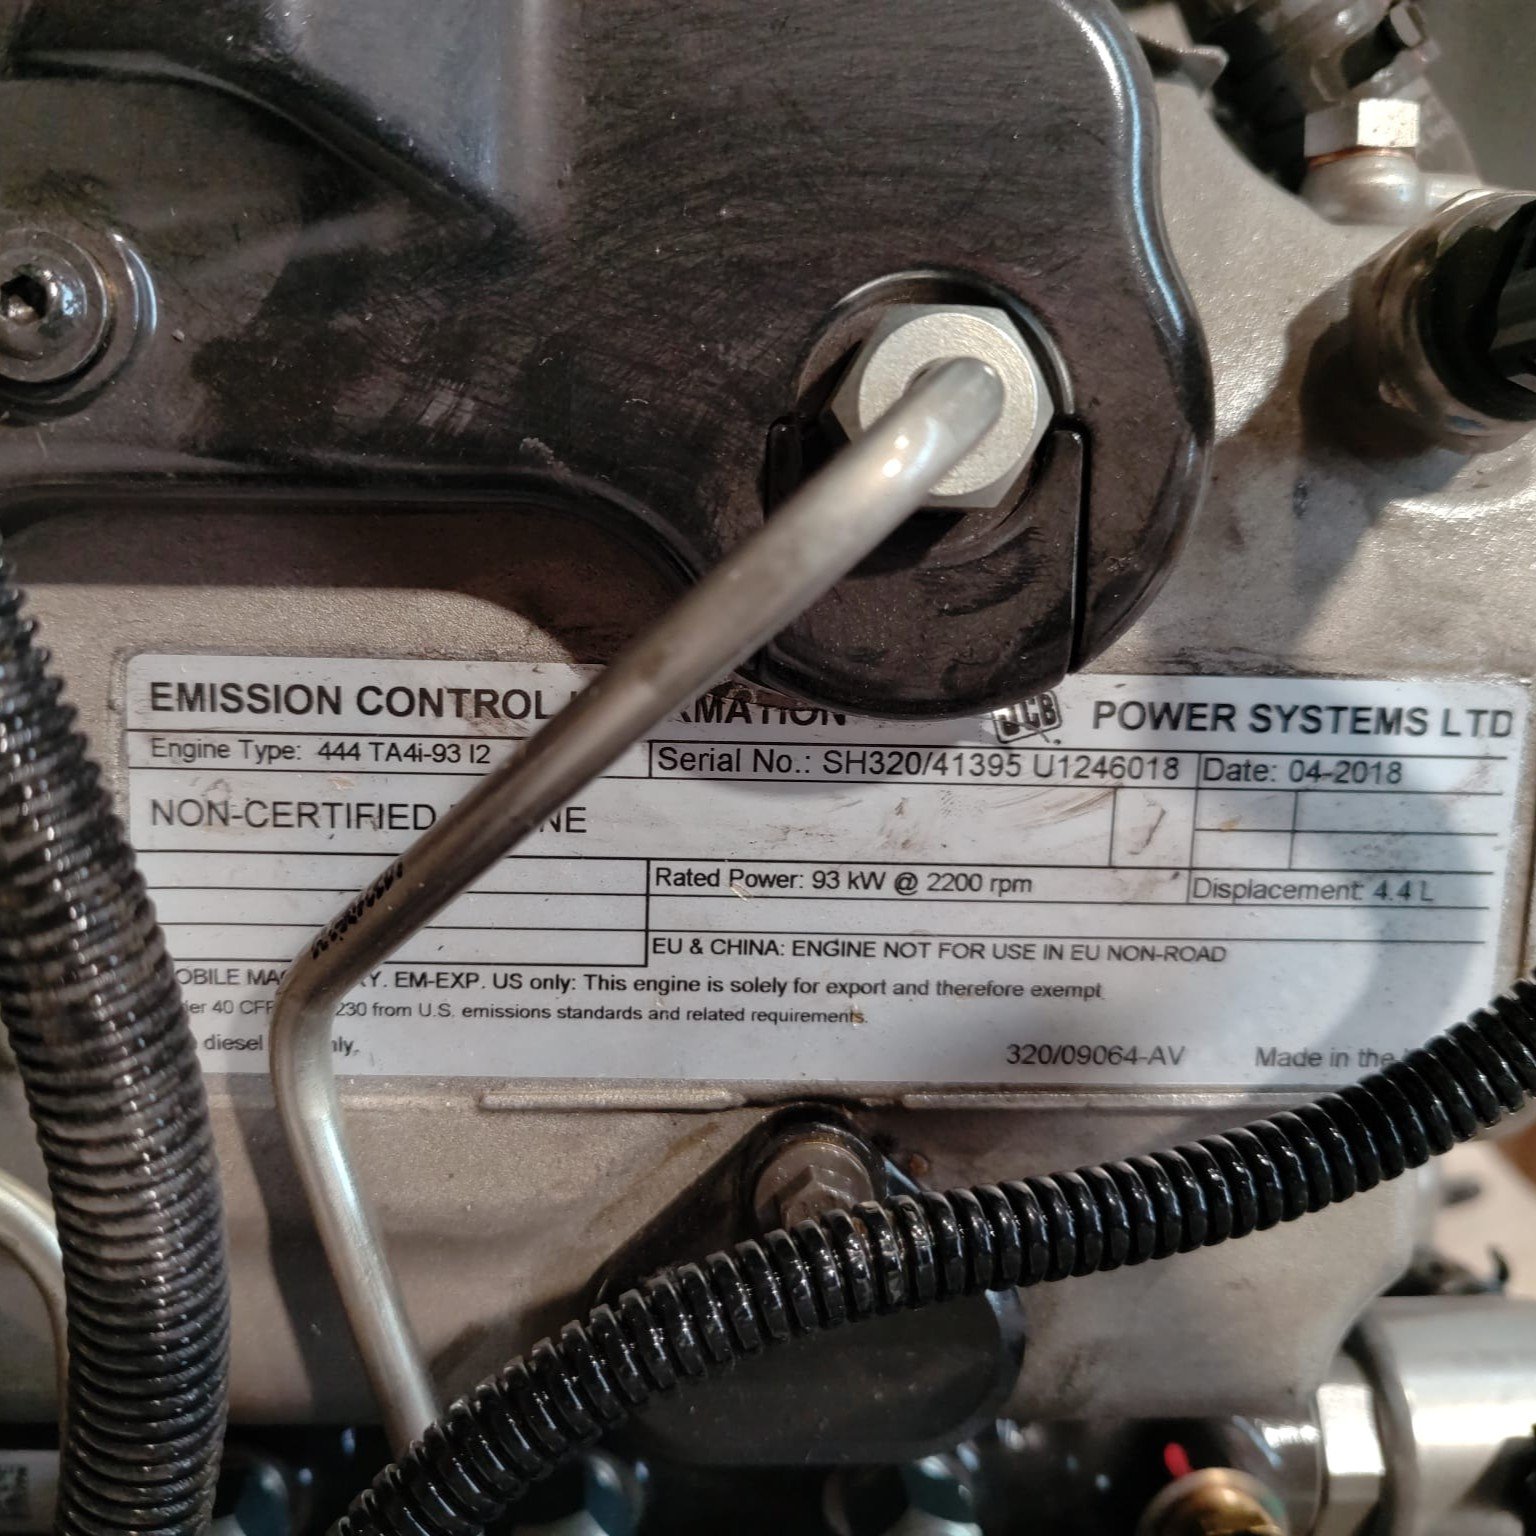 EMISSION CONTROL
JCB POWER SYSTEMS LTD
Engine Type: 444 TA4i-93 I2
Serial No.: SH320/41395 U1246018
Date: 04-2018
NON-CERTIFIED
Rated Power: 93 kW @ 2200 rpm
Displacement: 4.4 L
EU & CHINA: ENGINE NOT FOR USE IN EU NON-ROAD
EM-EXP. US only: This engine is solely for export and therefore exempt
40 230 from U.S. emissions standards and related requirements.
diesel
320/09064-AV Made in the